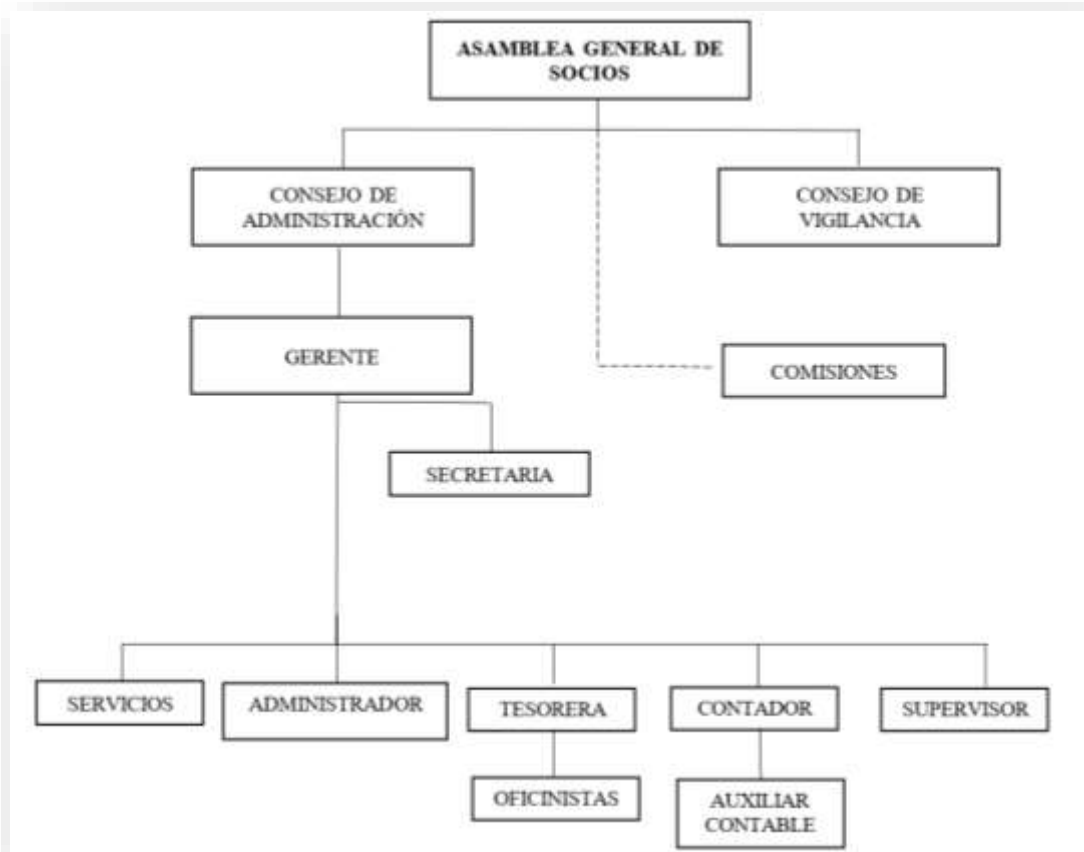 ASAMBLEA GENERAL DE
SOCIOS
CONSEJO DE
ADMINISTRACIÓN
CONSEJO DE
VIGILANCIA
GERENTE
COMISIONES
SECRETARIA
SERVICIOS
ADMINISTRADOR
TESORERA
CONTADOR
SUPERVISOR
OFICINISTAS
AUXILIAR
CONTABLE